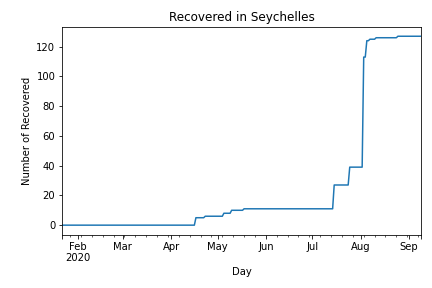 Recovered in Seychelles
Number of Recovered
120
100
80
60
40
20
0
Feb Mar Apr May Jun Jul Aug Sep
2020
Day